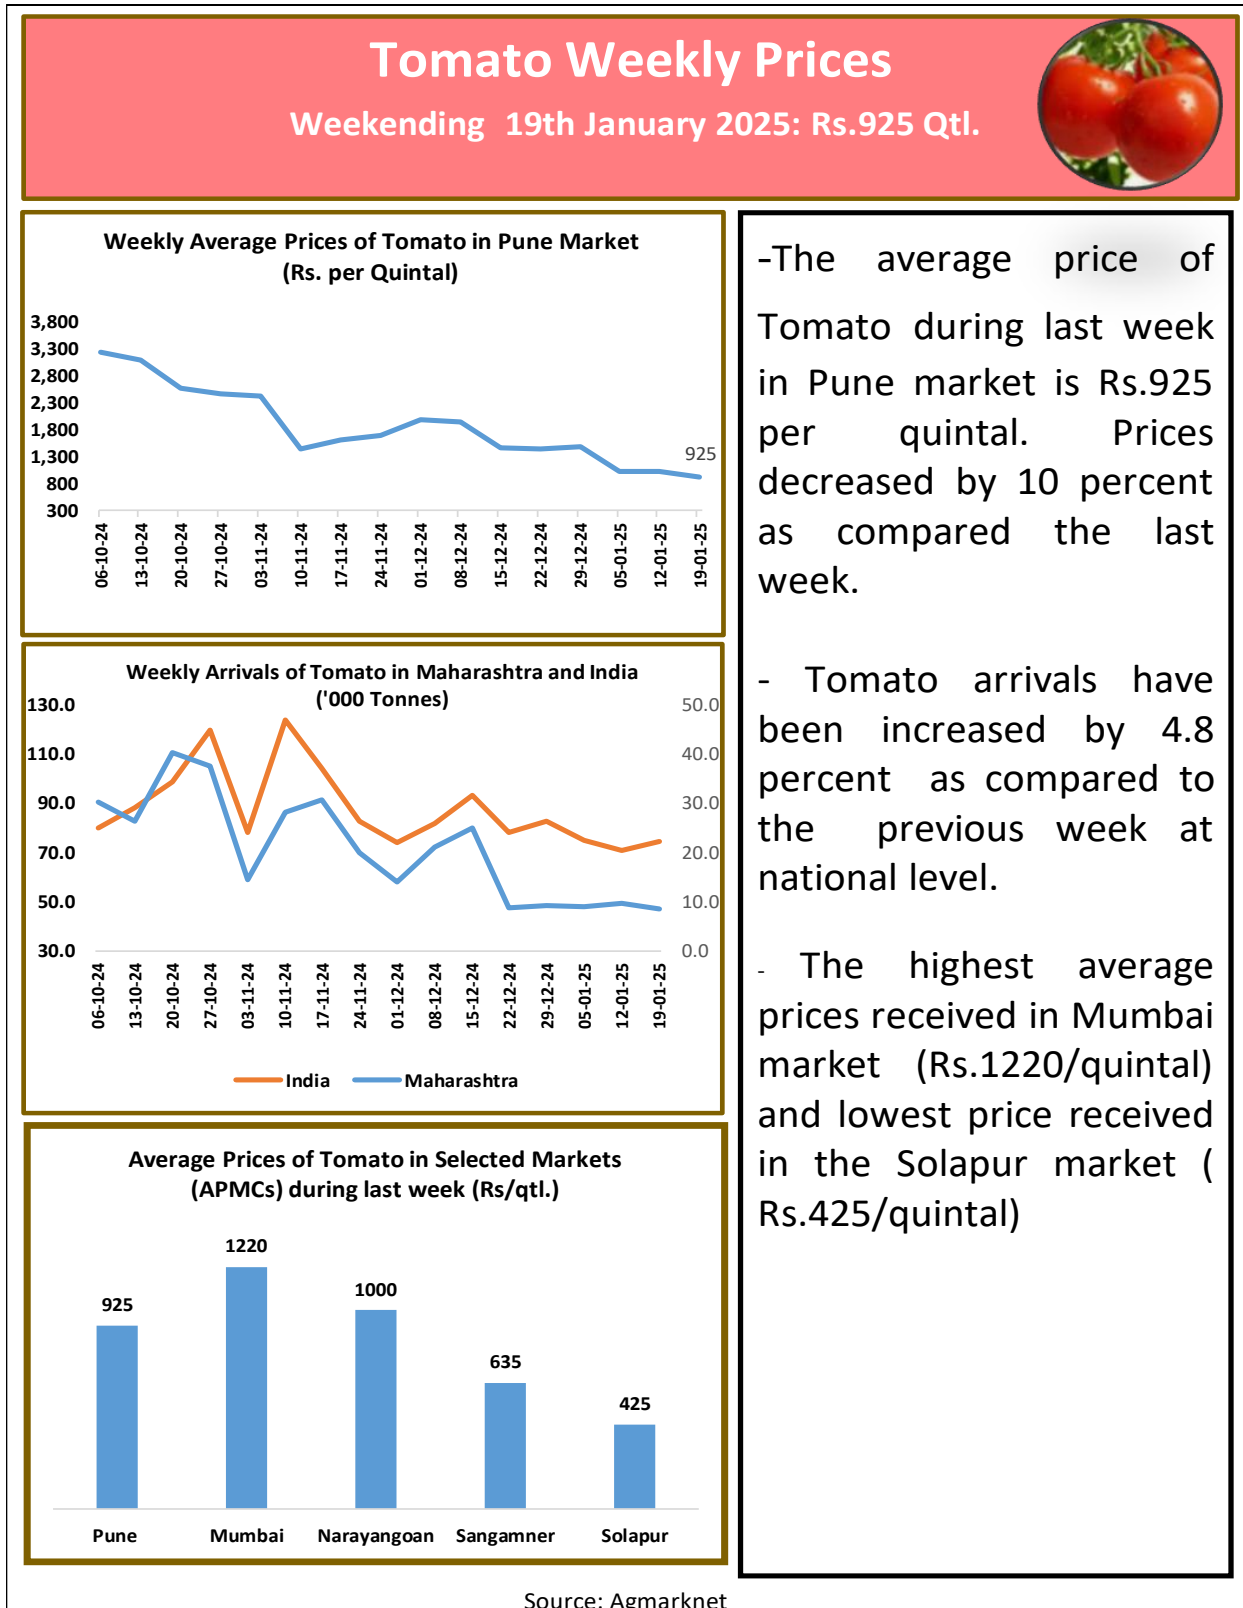 Tomato Weekly Prices
Weekending 19th January 2025: Rs.925 Qtl.
Weekly Average Prices of Tomato in Pune Market
(Rs. per Quintal)
3,800
3,300
2,800
2,300
1,800
1,300
800
300
925
06-10-24
13-10-24
20-10-24
27-10-24
03-11-24
10-11-24
17-11-24
24-11-24
01-12-24
08-12-24
15-12-24
22-12-24
29-12-24
05-01-25
12-01-25
19-01-25
Weekly Arrivals of Tomato in Maharashtra and India
('000 Tonnes)
130.0
110.0
90.0
70.0
50.0
30.0
50.0
40.0
30.0
20.0
10.0
0.0
06-10-24
13-10-24
20-10-24
27-10-24
03-11-24
10-11-24
17-11-24
24-11-24
01-12-24
08-12-24
15-12-24
22-12-24
29-12-24
05-01-25
12-01-25
19-01-25
India
Maharashtra
Average Prices of Tomato in Selected Markets
(APMCs) during last week (Rs/qtl.)
925
1220
1000
635
425
Pune
Mumbai
Narayangoan
Sangamner
Solapur
-The average price of
Tomato during last week
in Pune market is Rs.925
per quintal. Prices
decreased by 10 percent
as compared the last
week.
- Tomato arrivals have
been increased by 4.8
percent as compared to
the previous week at
national level.
- The highest average
prices received in Mumbai
market (Rs.1220/quintal)
and lowest price received
in the Solapur market (
Rs.425/quintal)
Source: Agmarknet